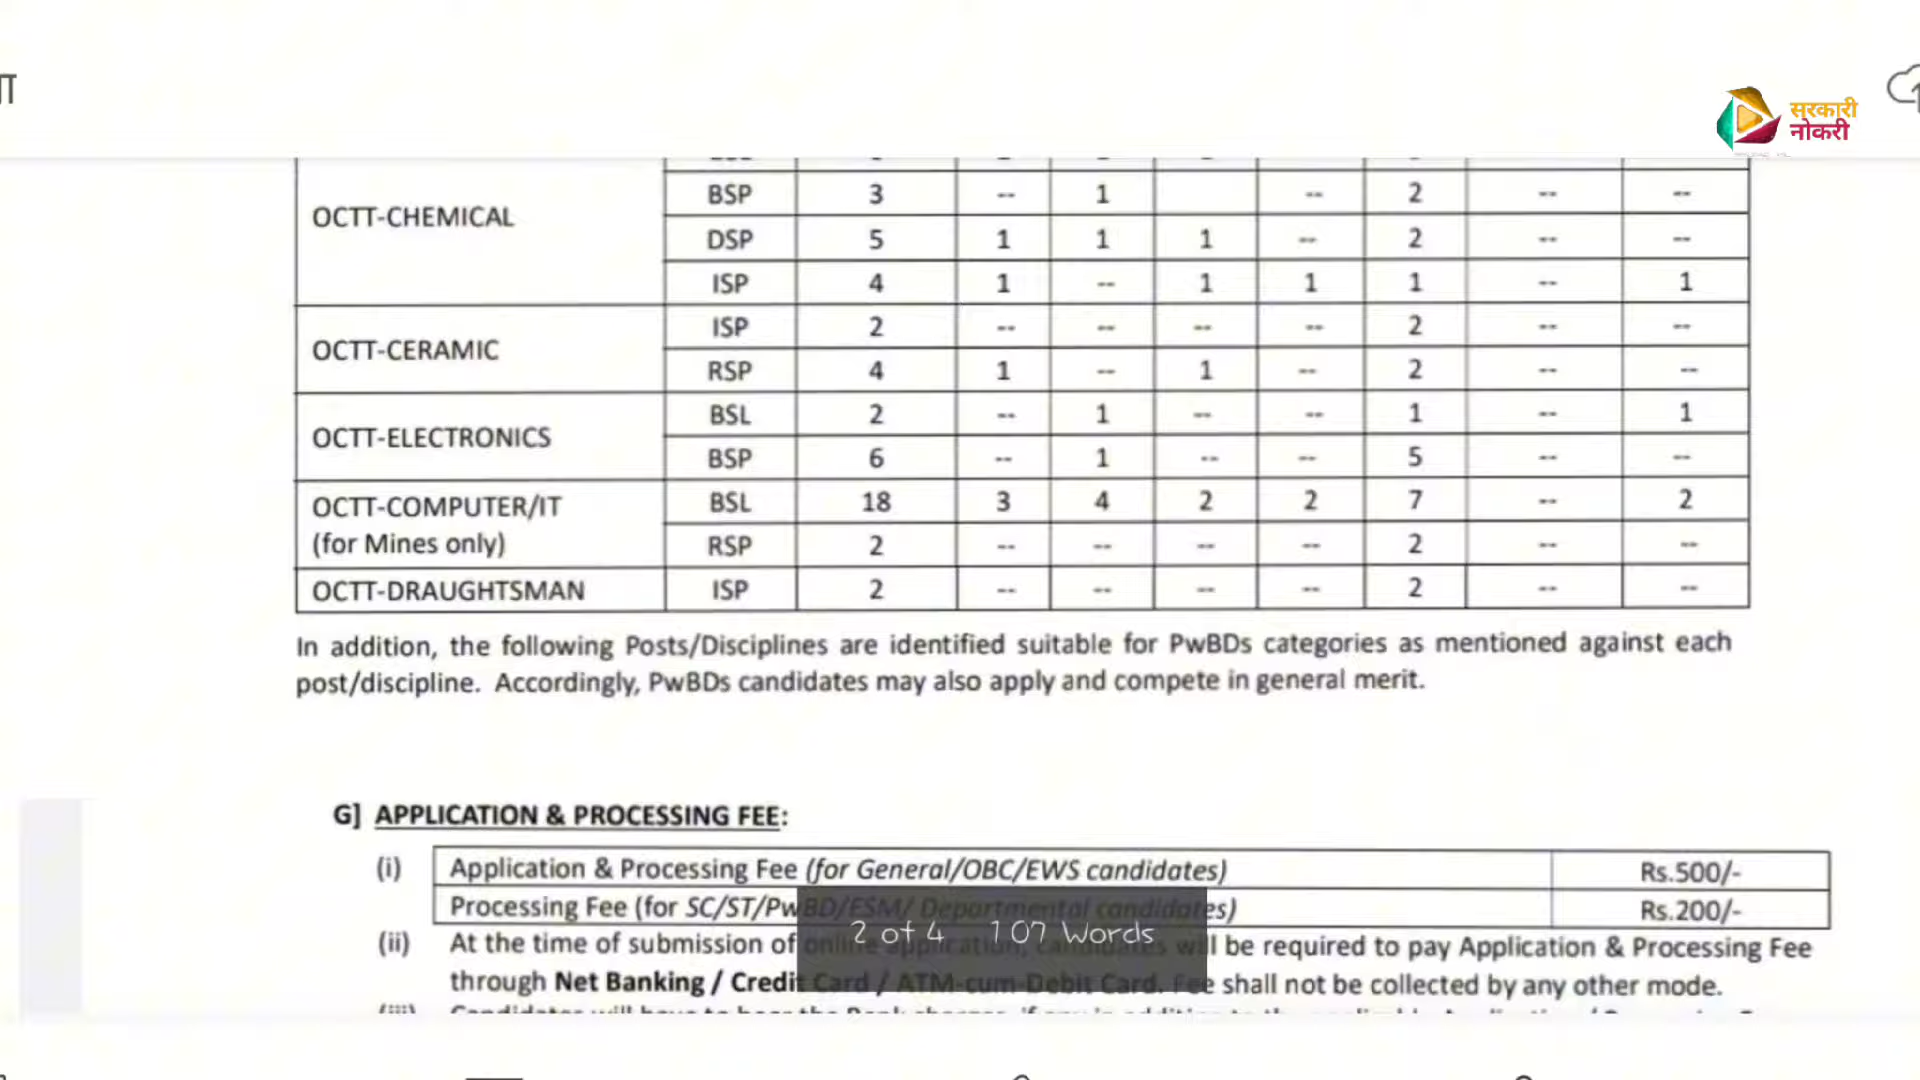 सरकारी
नोकरी
OCTT-CHEMICAL
BSP 3 -- 1 -- 2 -- --
DSP 5 1 1 1 -- 2 -- --
ISP 4 1 -- 1 1 1 -- 1
OCTT-CERAMIC
ISP 2 -- -- -- -- 2 -- --
RSP 4 1 -- 1 -- 2 -- --
OCTT-ELECTRONICS
BSL 2 -- 1 -- -- 1 -- 1
BSP 6 -- 1 -- -- 5 -- --
OCTT-COMPUTER/IT
(for Mines only)
BSL 18 3 4 2 2 7 -- 2
RSP 2 -- -- -- -- 2 -- --
OCTT-DRAUGHTSMAN ISP 2 -- -- -- -- 2 -- --
In addition, the following Posts/Disciplines are identified suitable for PwBDs categories as mentioned against each
post/discipline. Accordingly, PwBDs candidates may also apply and compete in general merit.
G] APPLICATION & PROCESSING FEE:
(i) Application & Processing Fee (for General/OBC/EWS candidates) Rs.500/-
Processing Fee (for SC/ST/PwBD/ESM/ Departmental candidates) Rs.200/-
2 of 4 107 Words
(ii) At the time of submission of online application, candidates will be required to pay Application & Processing Fee
through Net Banking / Credit Card / ATM-cum-Debit Card. Fee shall not be collected by any other mode.